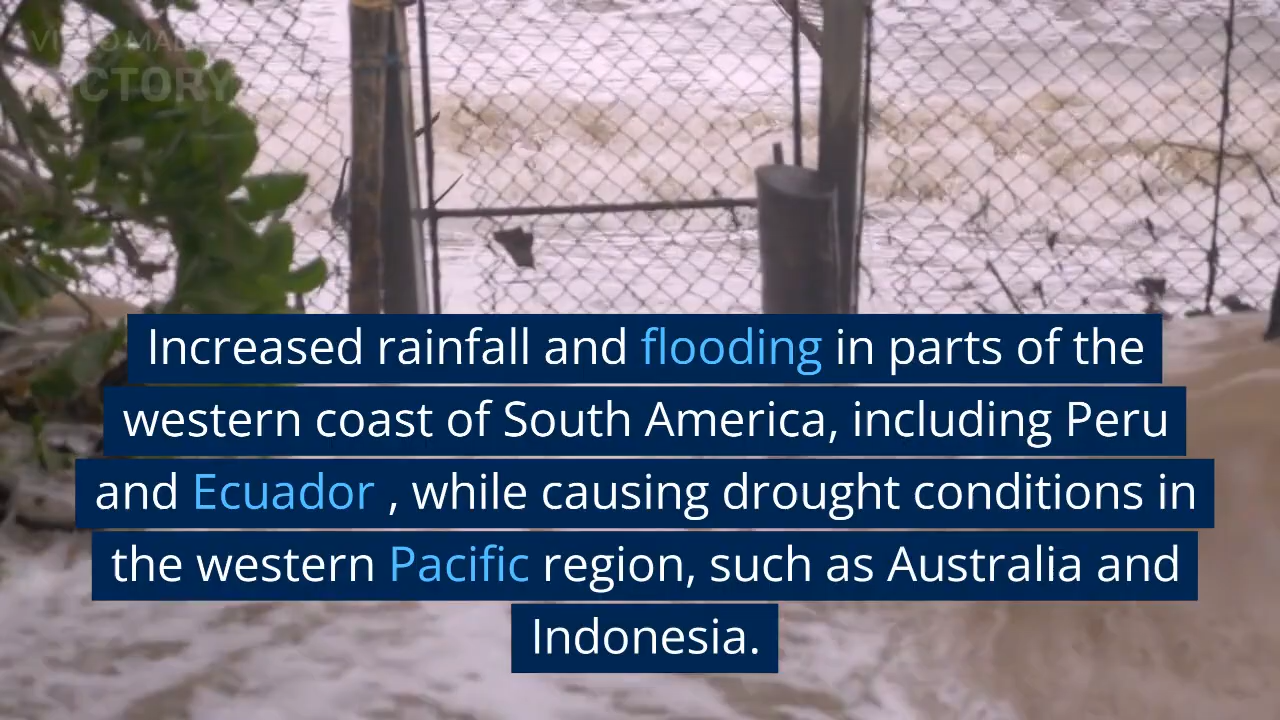 Increased rainfall and flooding in parts of the
western coast of South America, including Peru
and Ecuador , while causing drought conditions in
the western Pacific region, such as Australia and
Indonesia.